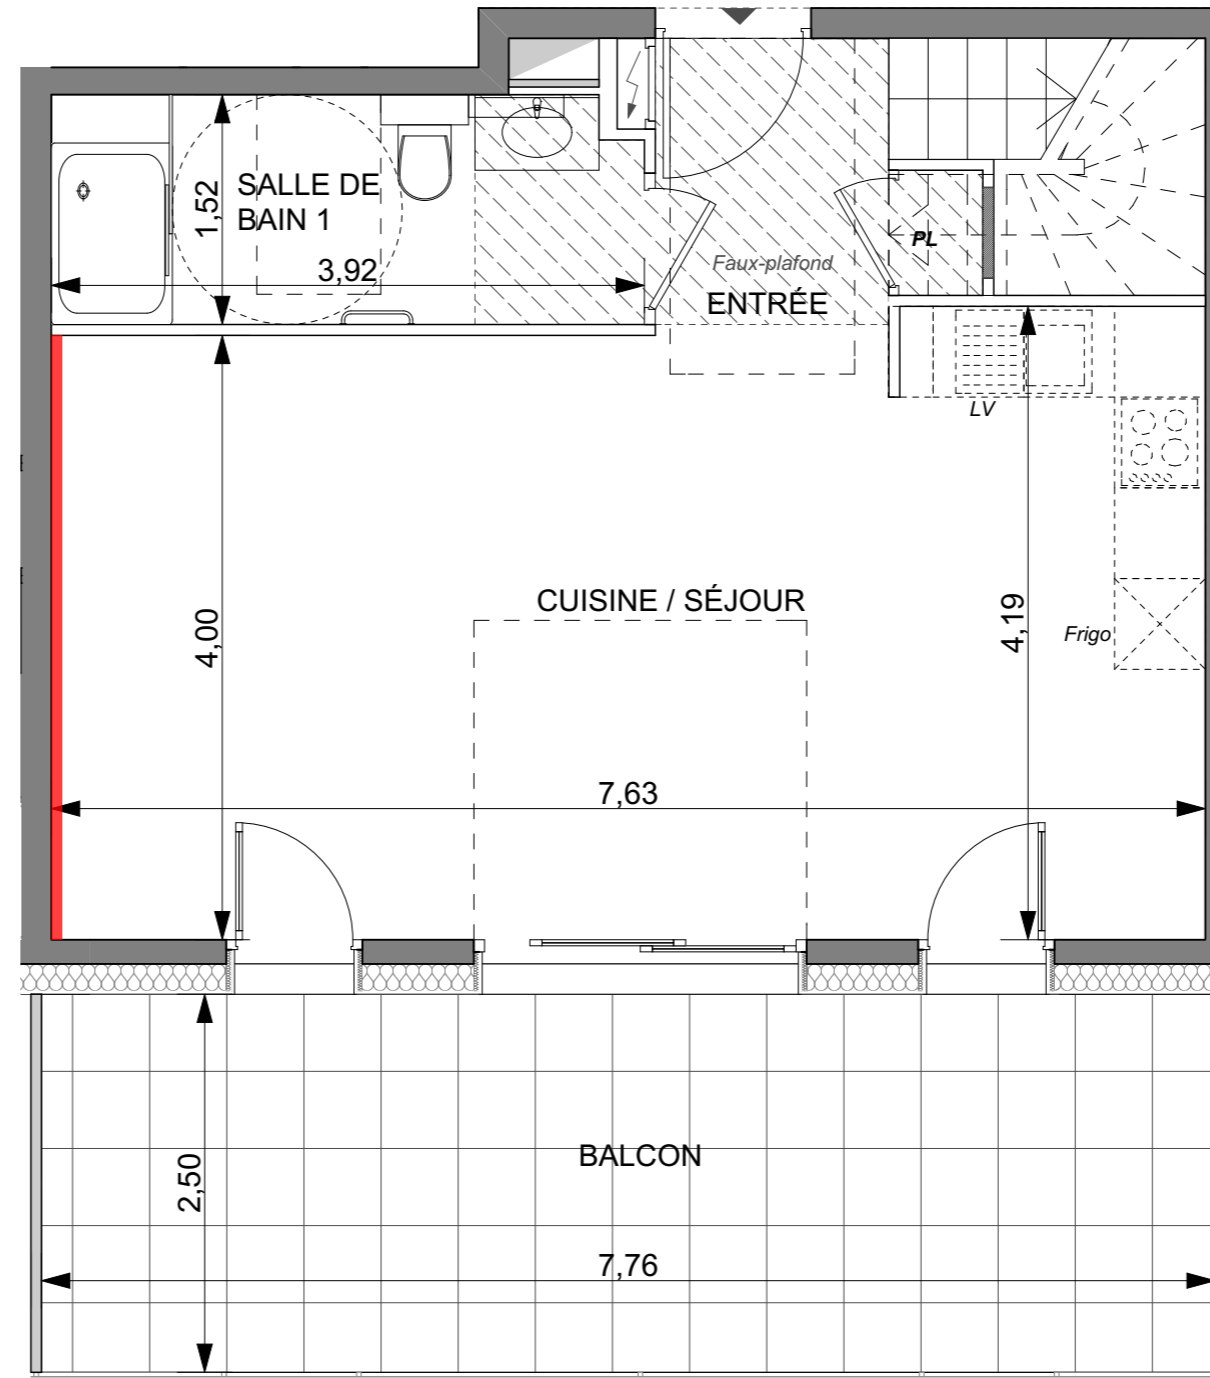 1,52
SALLE DE
BAIN 1
3,92
Faux-plafond
ENTRÉE
PL
LV
CUISINE / SÉJOUR
4,00
4,19
Frigo
7,63
BALCON
2,50
7,76